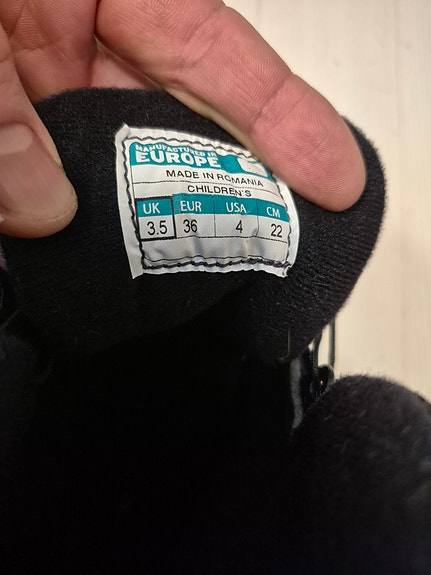 MANUFACTURED IN
EUROPE
MADE IN ROMANIA
CHILDREN'S
UK EUR USA CM
3.5 36 4 22